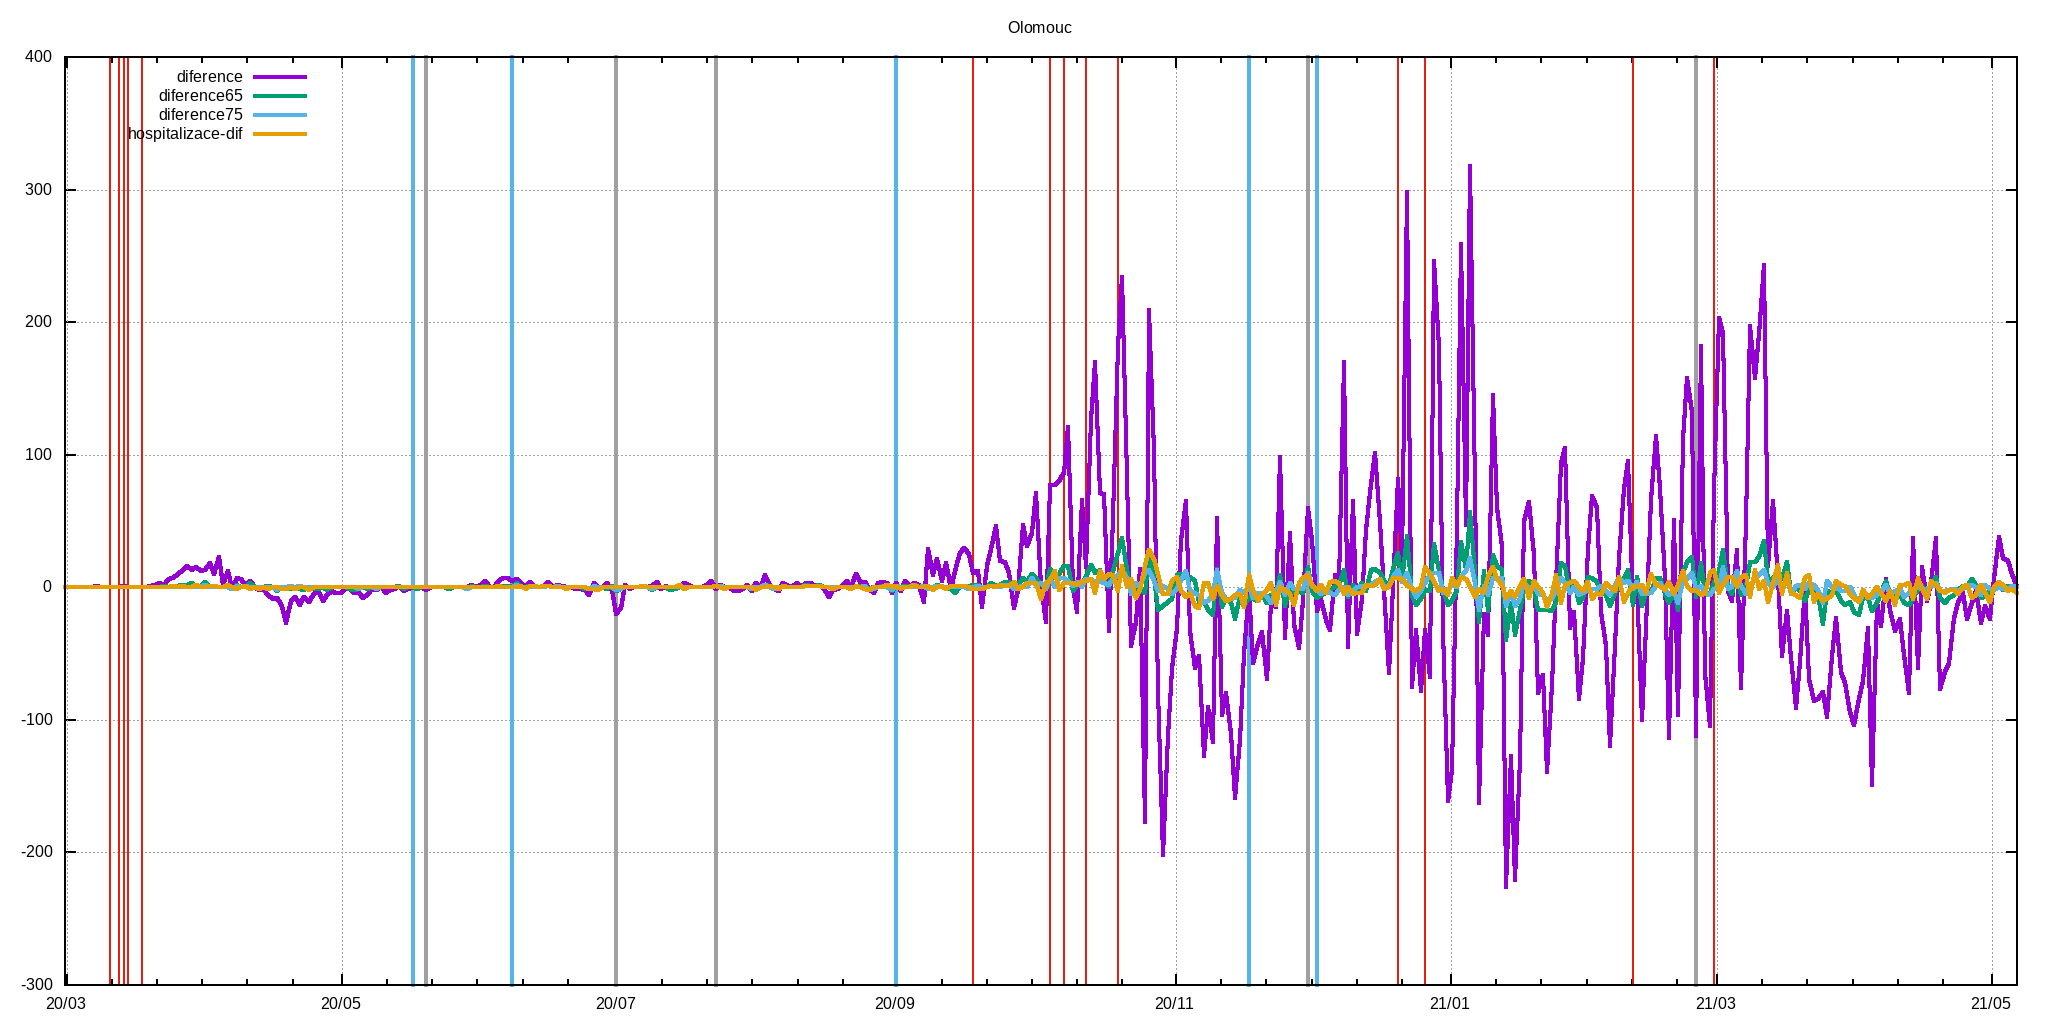 Olomouc
400
diference
diference65
diference75
hospitalizace-dif
300
200
100
0
-100
-200
-300
20/03 20/05 20/07 20/09 20/11 21/01 21/03 21/05